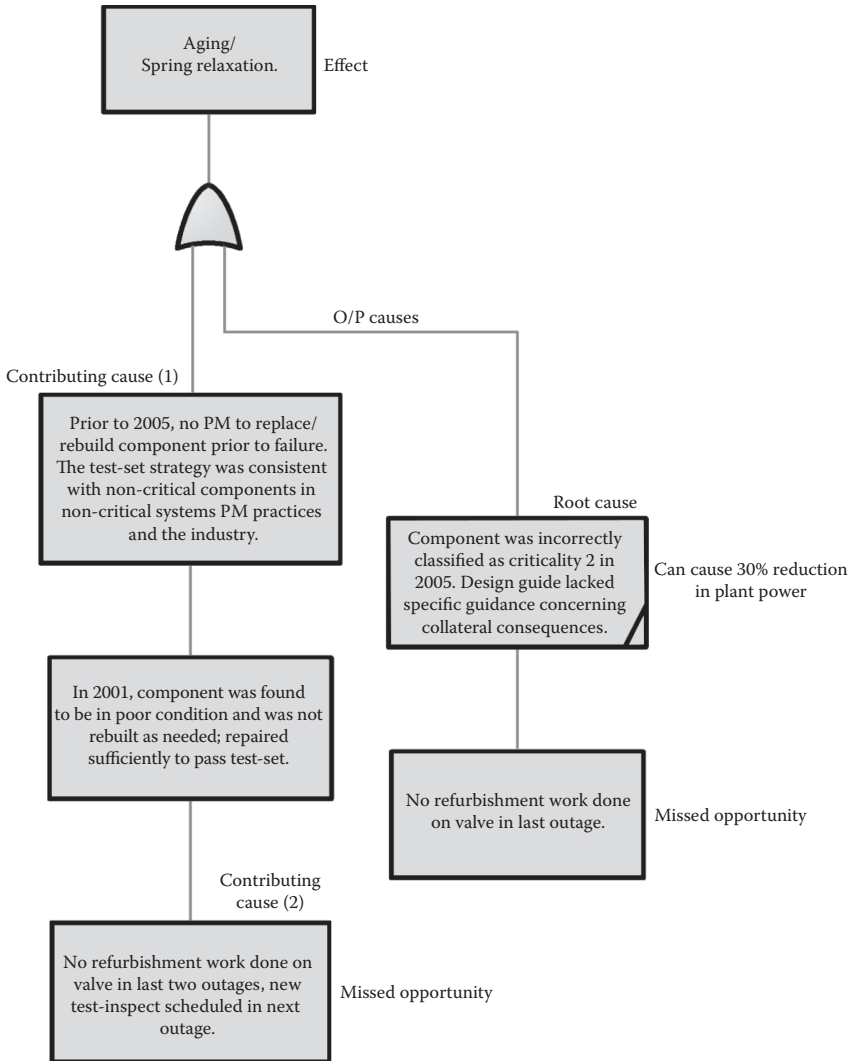 Aging/
Spring relaxation.
Effect
O/P causes
Contributing cause (1)
Prior to 2005, no PM to replace/
rebuild component prior to failure.
The test-set strategy was consistent
with non-critical components in
non-critical systems PM practices
and the industry.
Root cause
Component was incorrectly
classified as criticality 2 in
2005. Design guide lacked
specific guidance concerning
collateral consequences.
Can cause 30% reduction
in plant power
In 2001, component was found
to be in poor condition and was not
rebuilt as needed; repaired
sufficiently to pass test-set.
No refurbishment work done
on valve in last outage.
Missed opportunity
Contributing
cause (2)
No refurbishment work done on
valve in last two outages, new
test-inspect scheduled in next
outage.
Missed opportunity